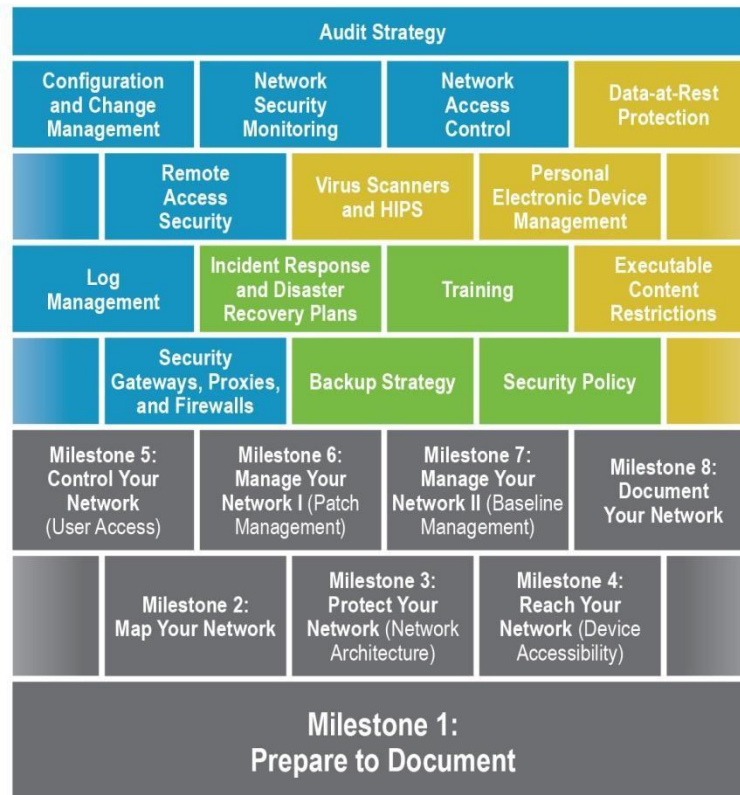 Audit Strategy
Configuration
and Change
Management
Network
Security
Monitoring
Network
Access
Control
Data-at-Rest
Protection
Remote
Access
Security
Virus Scanners
and HIPS
Personal
Electronic Device
Management
Log
Management
Incident Response
and Disaster
Recovery Plans
Training
Executable
Content
Restrictions
Security
Gateways, Proxies,
and Firewalls
Backup Strategy
Security Policy
Milestone 5:
Control Your
Network
(User Access)
Milestone 6:
Manage Your
Network I (Patch
Management)
Milestone 7:
Manage Your
Network II (Baseline
Management)
Milestone 8:
Document
Your Network
Milestone 2:
Map Your Network
Milestone 3:
Protect Your
Network (Network
Architecture)
Milestone 4:
Reach Your
Network (Device
Accessibility)
Milestone 1:
Prepare to Document